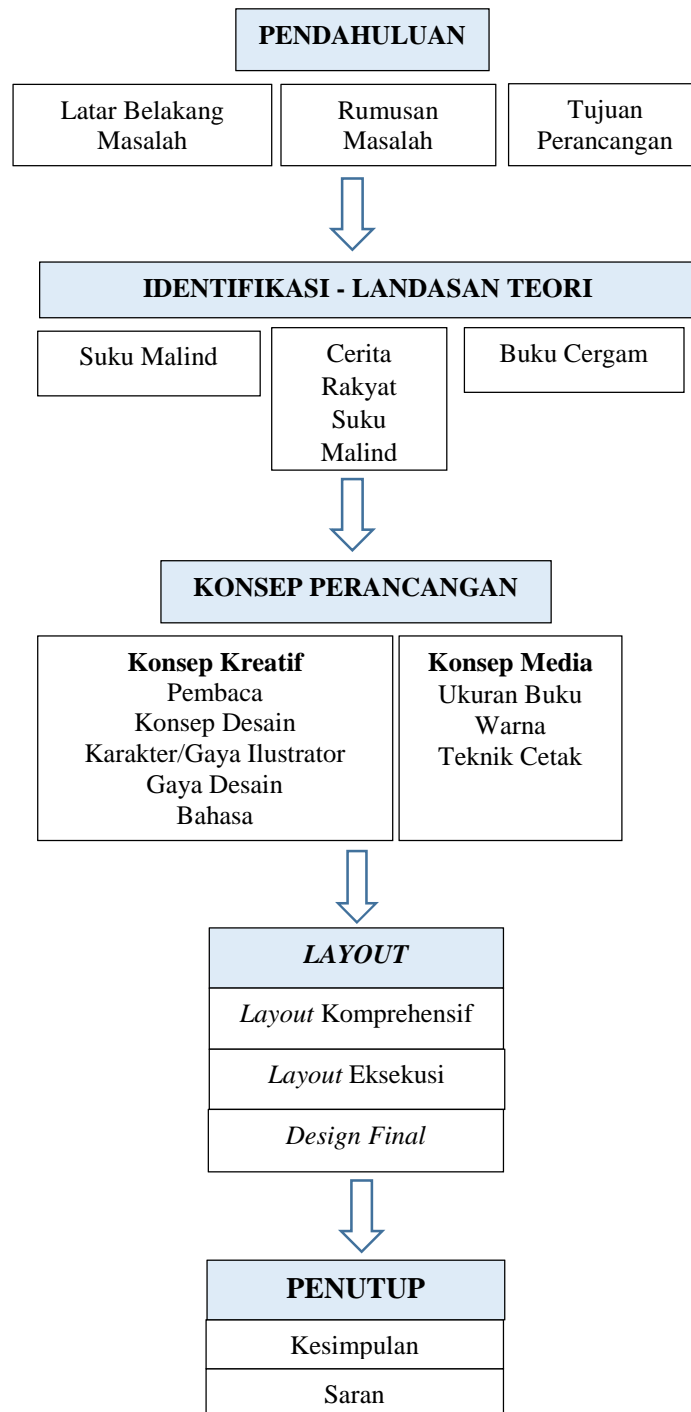 PENDAHULUAN
Latar Belakang
Masalah
Rumusan
Masalah
Tujuan
Perancangan
IDENTIFIKASI - LANDASAN TEORI
Suku Malind
Cerita
Rakyat
Suku
Malind
Buku Cergam
KONSEP PERANCANGAN
Konsep Kreatif
Pembaca
Konsep Desain
Karakter/Gaya Ilustrator
Gaya Desain
Bahasa
Konsep Media
Ukuran Buku
Warna
Teknik Cetak
LAYOUT
Layout Komprehensif
Layout Eksekusi
Design Final
PENUTUP
Kesimpulan
Saran